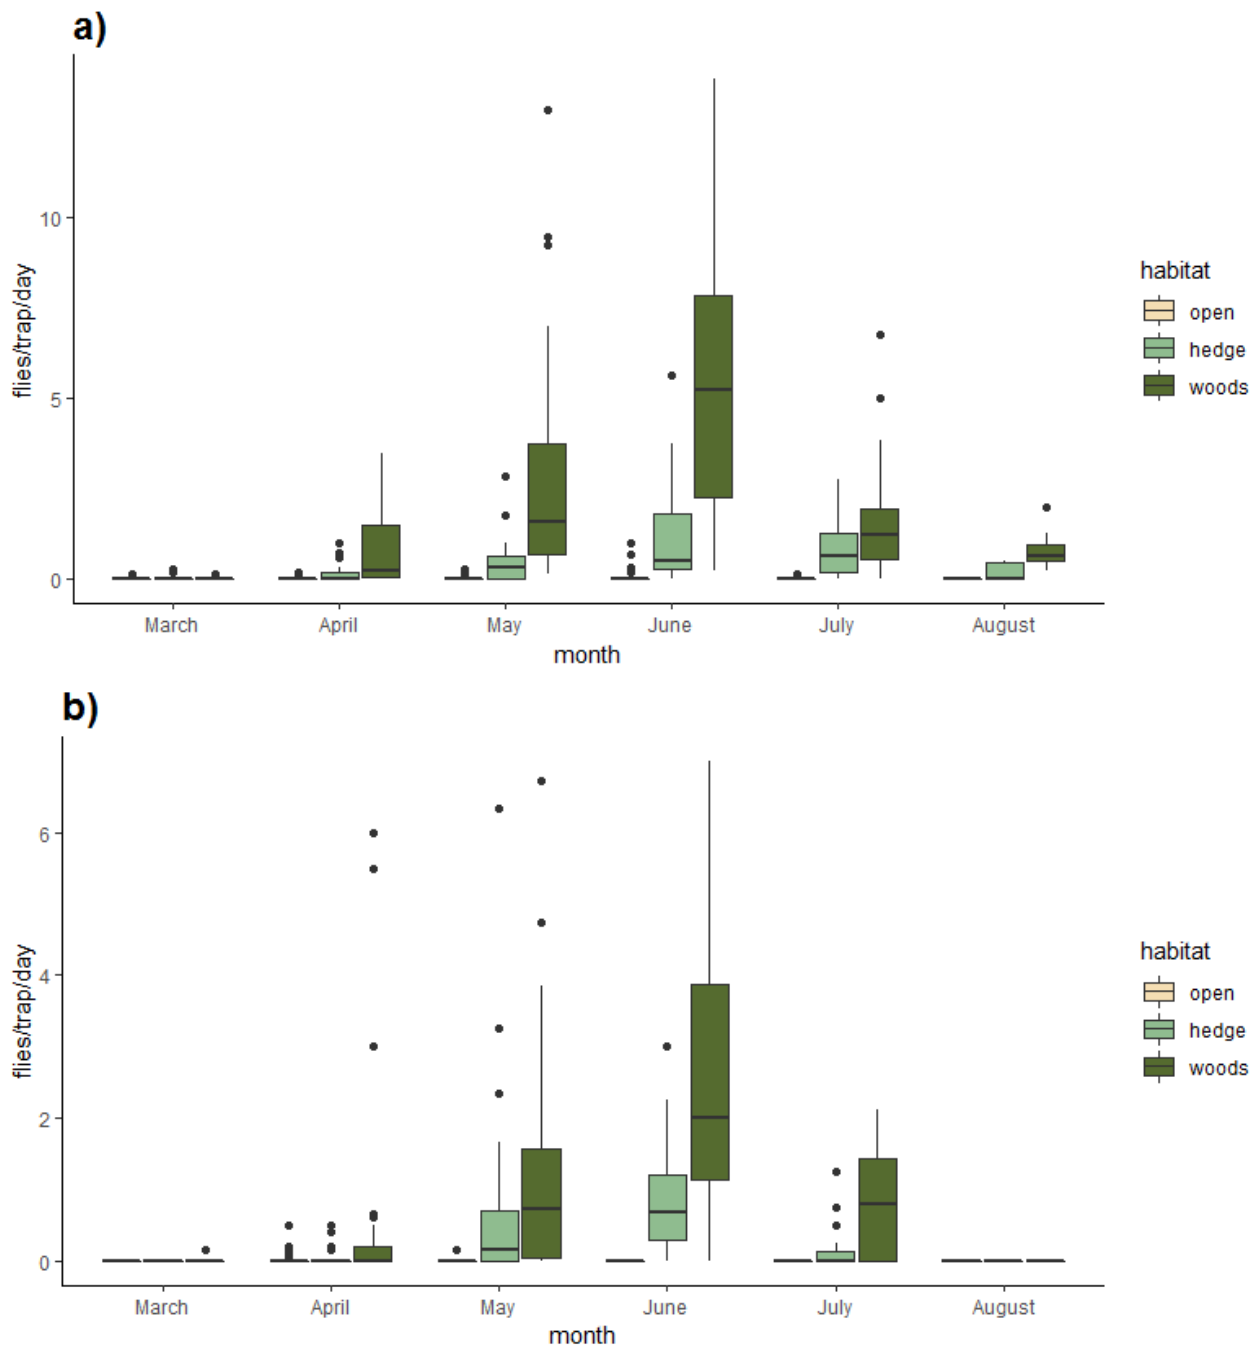 a)
flies/trap/day
10
5
0
March April May June July August
month
habitat
open
hedge
woods
b)
flies/trap/day
6
4
2
0
March April May June July August
month
habitat
open
hedge
woods